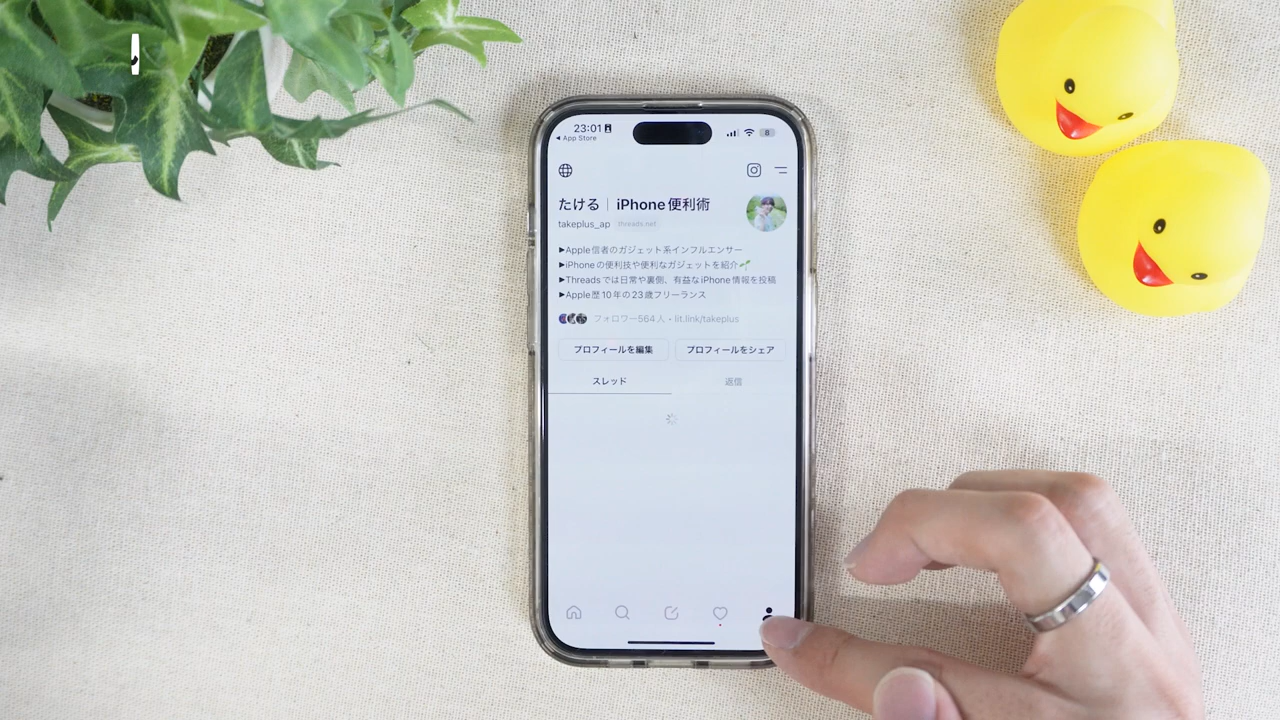 23:01
8
◀ App Store
たける｜iPhone便利術
takeplus_ap threads.net
▶Apple信者のガジェット系インフルエンサー
▶iPhoneの便利技や便利なガジェットを紹介🌱
▶Threadsでは日常や裏側、有益なiPhone情報を投稿
▶Apple歴10年の23歳フリーランス
フォロワー564人・lit.link/takeplus
プロフィールを編集 プロフィールをシェア
スレッド 返信